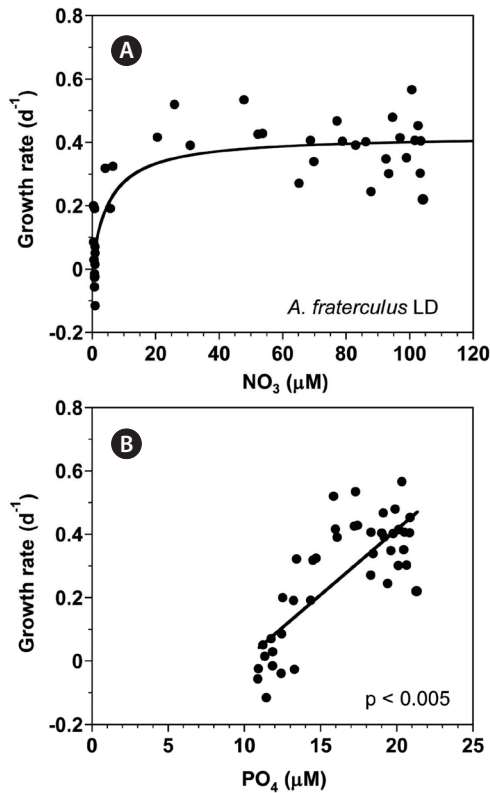 A
Growth rate (d⁻¹)
0.8
0.6
0.4
0.2
0
-0.2
A. fraterculus LD
0 20 40 60 80 100 120
NO₃ (μM)
B
Growth rate (d⁻¹)
0.8
0.6
0.4
0.2
0
-0.2
p < 0.005
0 5 10 15 20 25
PO₄ (μM)